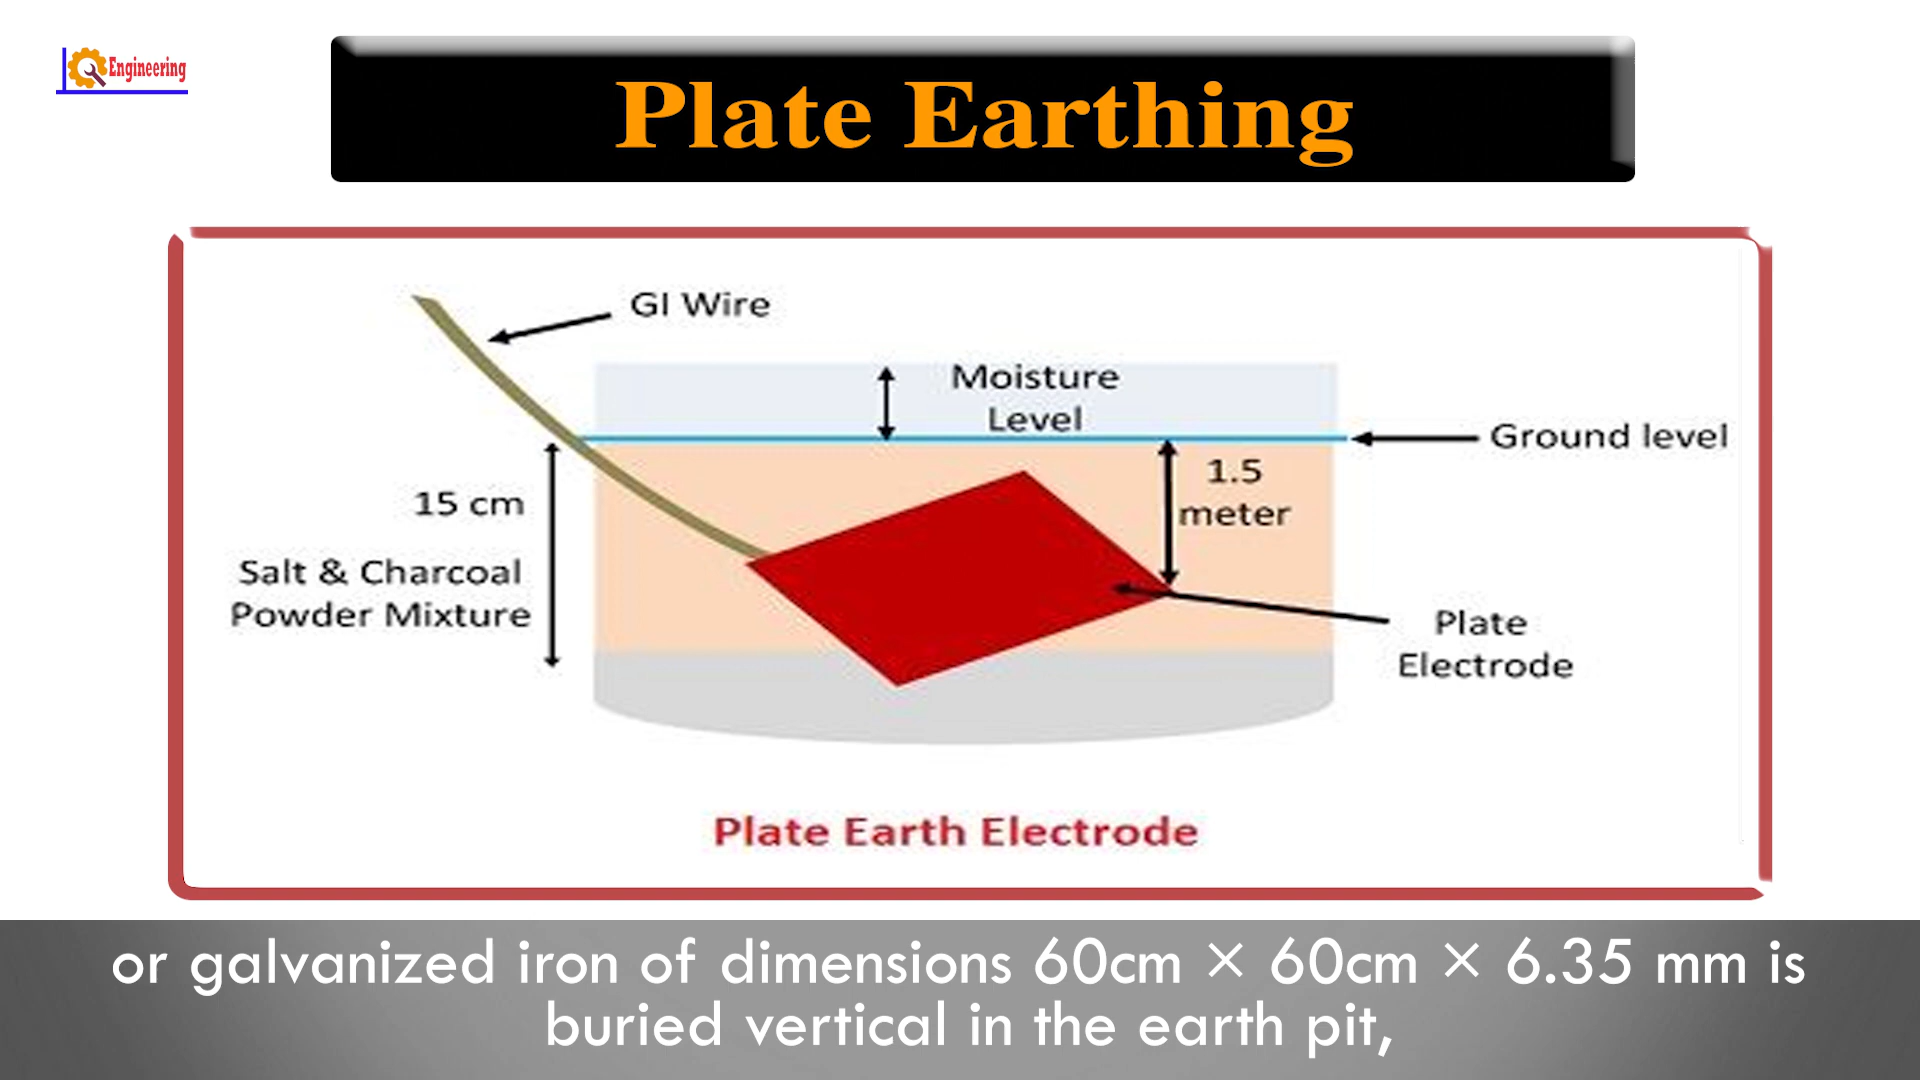 Engineering
Plate Earthing
GI Wire
Moisture
Level
Ground level
1.5
meter
15 cm
Salt & Charcoal
Powder Mixture
Plate
Electrode
Plate Earth Electrode
or galvanized iron of dimensions 60cm × 60cm × 6.35 mm is
buried vertical in the earth pit,